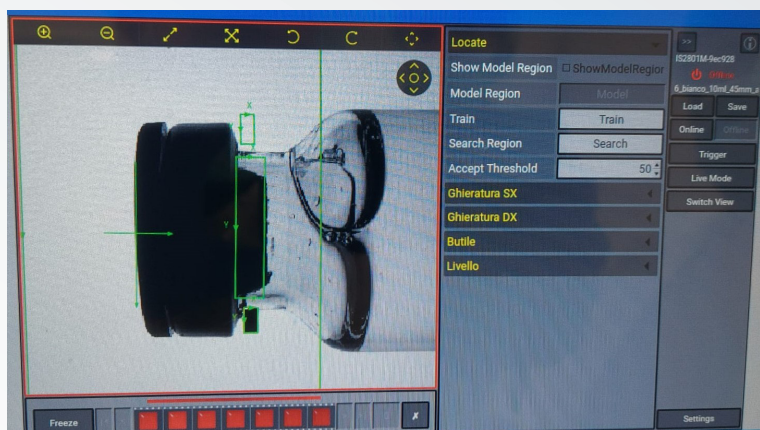 X
Y
Freeze
✗
Locate
Show Model Region
ShowModelRegior
Model Region
Model
Train
Train
Search Region
Search
Accept Threshold
50
Ghieratura SX
Ghieratura DX
Butile
Livello
>>
IS2801M-9ec928
6_bianco_10ml_45mm_a
Load
Save
Online
Offline
Trigger
Live Mode
Switch View
Settings